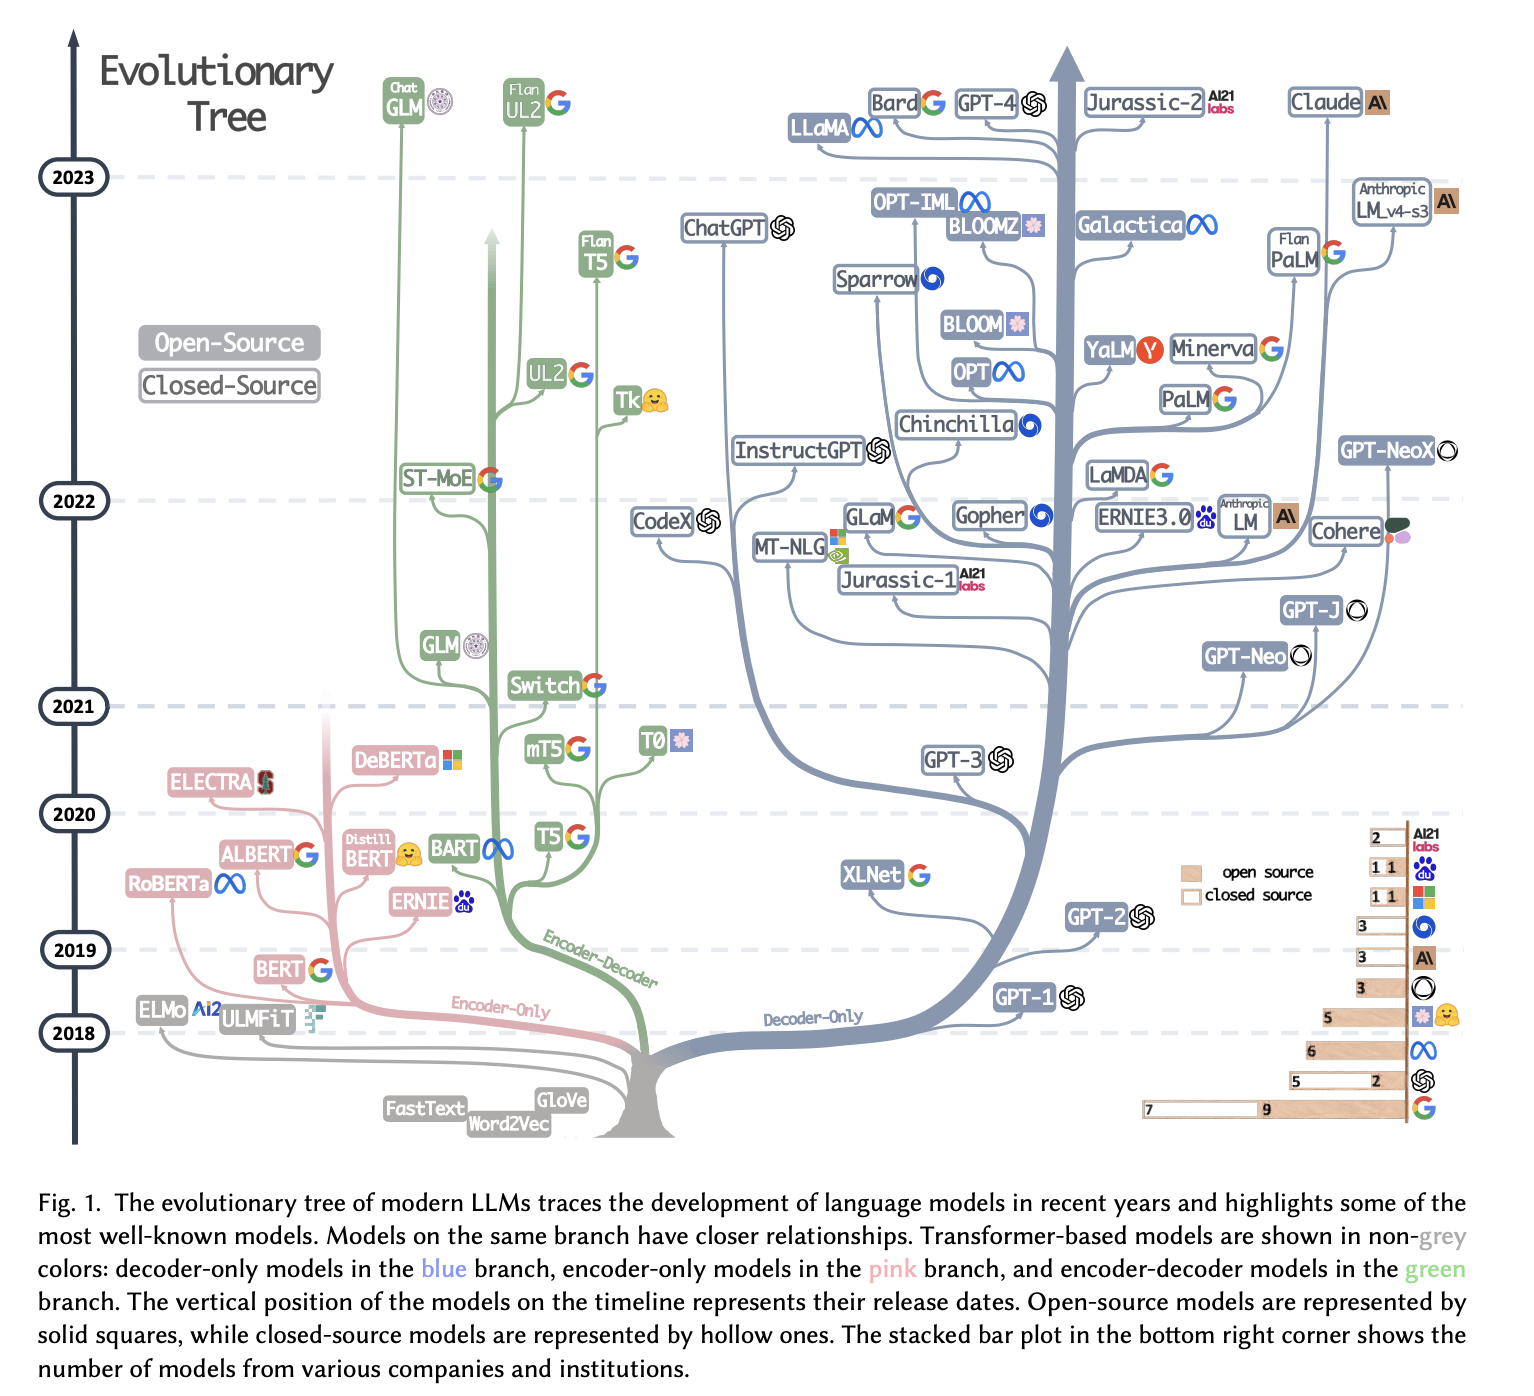 Evolutionary
Tree
Chat
GLM
Flan
UL2
Bard
GPT-4
Jurassic-2
AI21
labs
Claude
A\
LLaMA
2023
Anthropic
LM_v4-s3
A\
OPT-IML
BLOOMZ
Galactica
ChatGPT
Flan
T5
Flan
PaLM
Sparrow
Open-Source
Closed-Source
BLOOM
YaLM
Y
Minerva
UL2
OPT
Tk
PaLM
Chinchilla
InstructGPT
GPT-NeoX
ST-MoE
LaMDA
2022
CodeX
GLaM
Gopher
ERNIE3.0
du
Anthropic
LM
A\
Cohere
MT-NLG
Jurassic-1
AI21
labs
GPT-J
GLM
GPT-Neo
Switch
2021
mT5
T0
DeBERTa
GPT-3
ELECTRA
S
2020
T5
BART
Distill
BERT
ALBERT
RoBERTa
XLNet
ERNIE
du
GPT-2
2019
Encoder-Decoder
BERT
ELMo
Ai2
ULMFiT
Encoder-Only
Decoder-Only
GPT-1
2018
FastText
Word2Vec
GloVe
open source
closed source
2
AI21
labs
1 1
du
1 1
3
3
A\
3
5
6
5 2
7 9
Fig. 1. The evolutionary tree of modern LLMs traces the development of language models in recent years and highlights some of the
most well-known models. Models on the same branch have closer relationships. Transformer-based models are shown in non-grey
colors: decoder-only models in the blue branch, encoder-only models in the pink branch, and encoder-decoder models in the green
branch. The vertical position of the models on the timeline represents their release dates. Open-source models are represented by
solid squares, while closed-source models are represented by hollow ones. The stacked bar plot in the bottom right corner shows the
number of models from various companies and institutions.